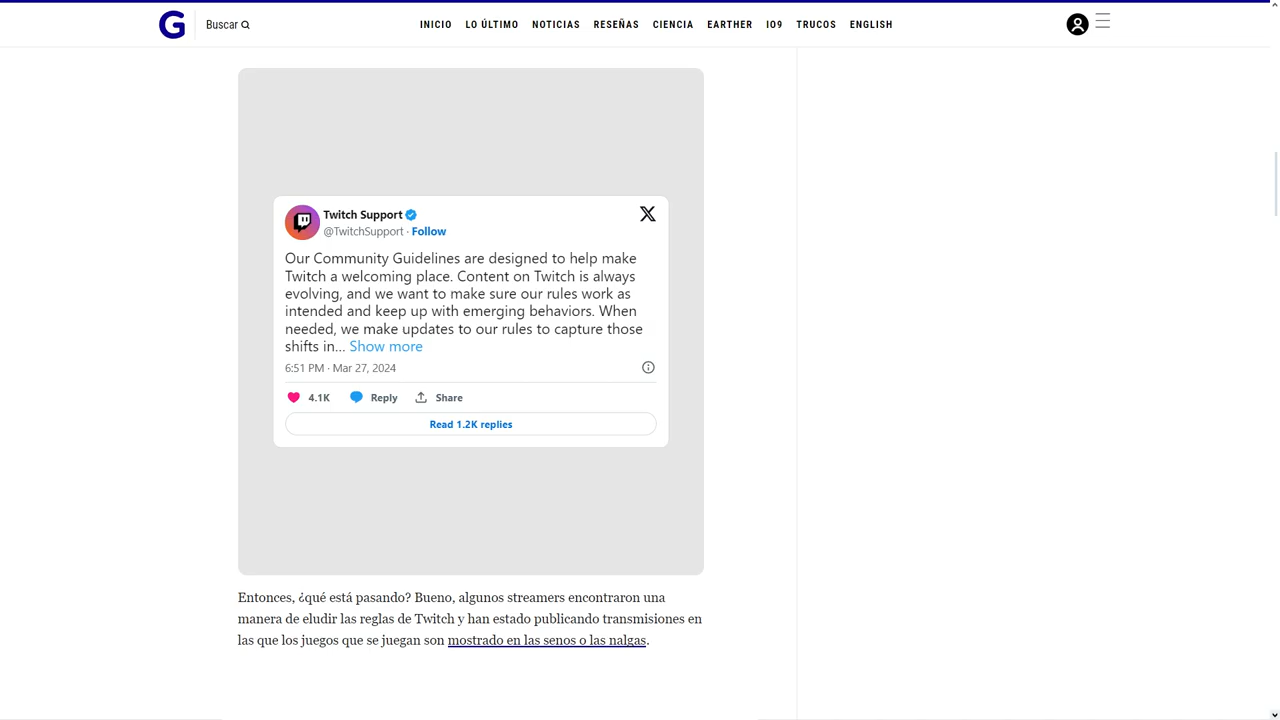 G
Buscar
INICIO LO ÚLTIMO NOTICIAS RESEÑAS CIENCIA EARTHER IO9 TRUCOS ENGLISH
Twitch Support
@TwitchSupport · Follow
Our Community Guidelines are designed to help make
Twitch a welcoming place. Content on Twitch is always
evolving, and we want to make sure our rules work as
intended and keep up with emerging behaviors. When
needed, we make updates to our rules to capture those
shifts in... Show more
6:51 PM · Mar 27, 2024
4.1K Reply Share
Read 1.2K replies
Entonces, ¿qué está pasando? Bueno, algunos streamers encontraron una
manera de eludir las reglas de Twitch y han estado publicando transmisiones en
las que los juegos que se juegan son mostrado en las senos o las nalgas.